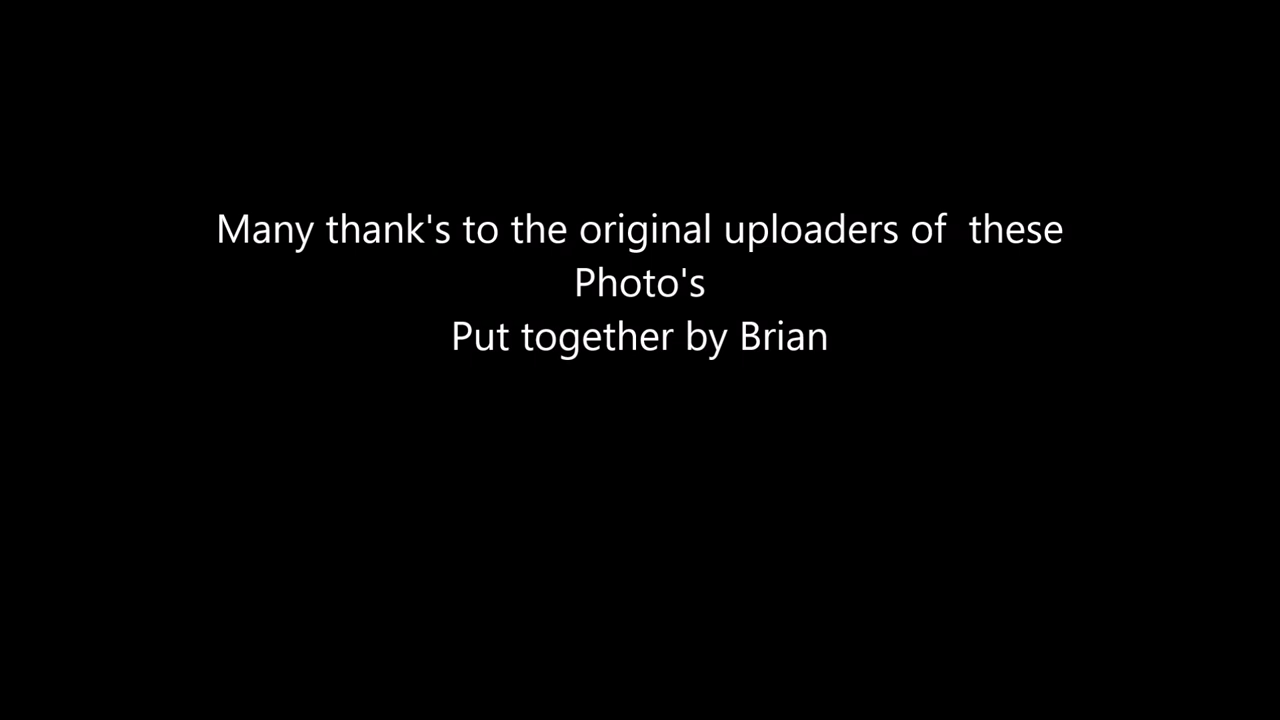 Many thank's to the original uploaders of  these
Photo's
Put together by Brian